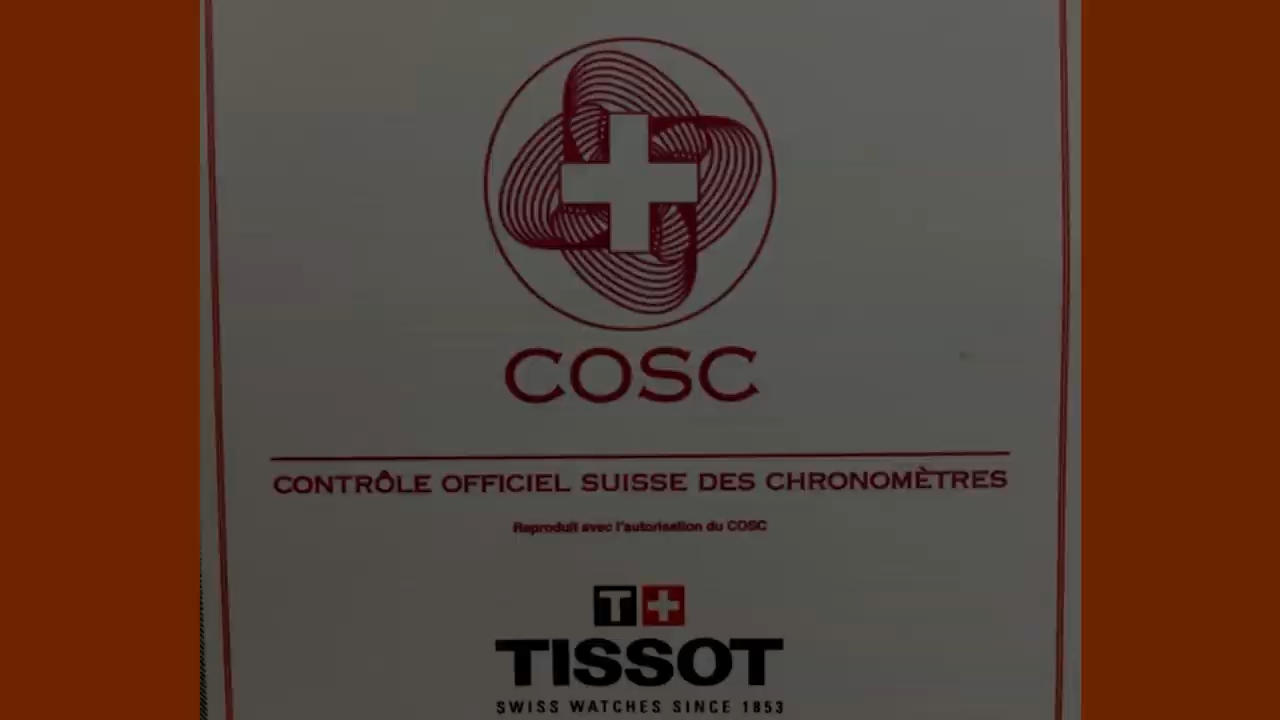 COSC
CONTRÔLE OFFICIEL SUISSE DES CHRONOMÈTRES
Reproduit avec l'autorisation du COSC
T+
TISSOT
SWISS WATCHES SINCE 1853